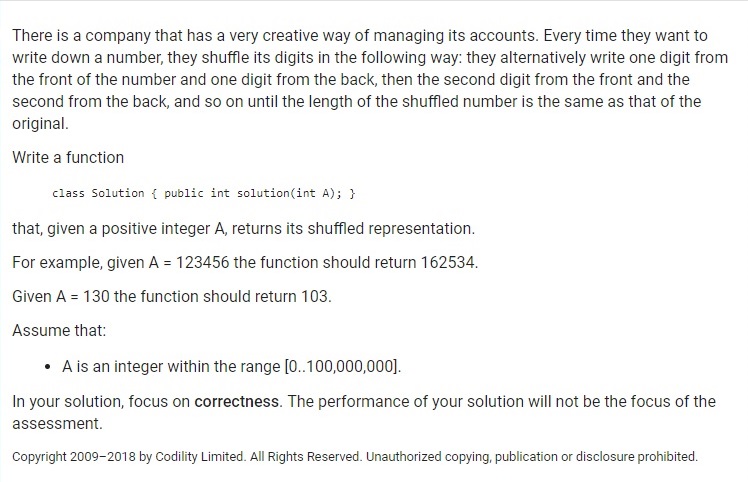 There is a company that has a very creative way of managing its accounts. Every time they want to
write down a number, they shuffle its digits in the following way: they alternatively write one digit from
the front of the number and one digit from the back, then the second digit from the front and the
second from the back, and so on until the length of the shuffled number is the same as that of the
original.
Write a function
class Solution { public int solution(int A); }
that, given a positive integer A, returns its shuffled representation.
For example, given A = 123456 the function should return 162534.
Given A = 130 the function should return 103.
Assume that:
• A is an integer within the range [0..100,000,000].
In your solution, focus on correctness. The performance of your solution will not be the focus of the
assessment.
Copyright 2009–2018 by Codility Limited. All Rights Reserved. Unauthorized copying, publication or disclosure prohibited.